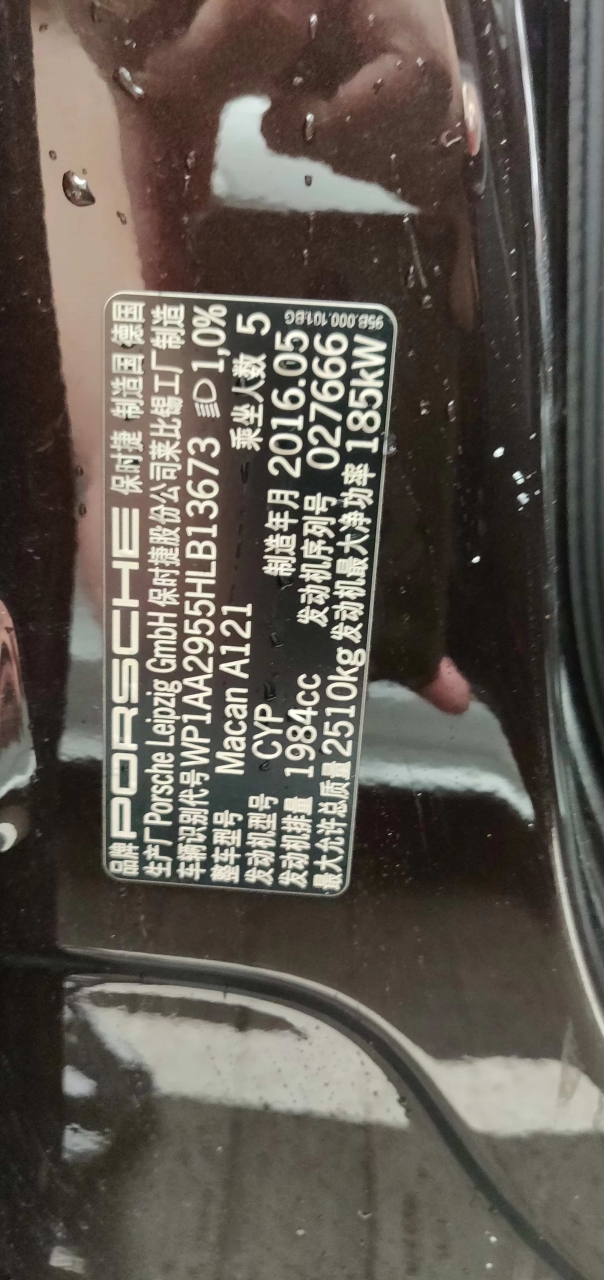 品牌 PORSCHE 保时捷 制造国 德国
生产厂 Porsche Leipzig GmbH 保时捷股份公司莱比锡工厂制造
车辆识别代号 WP1AA2955HLB13673 1,0%
整车型号 Macan A121 乘坐人数 5
发动机型号 CYP 制造年月 2016.05
发动机排量 1984cc 发动机序列号 027666
最大允许总质量 2510kg 发动机最大净功率 185kW
95B.000.101.BG